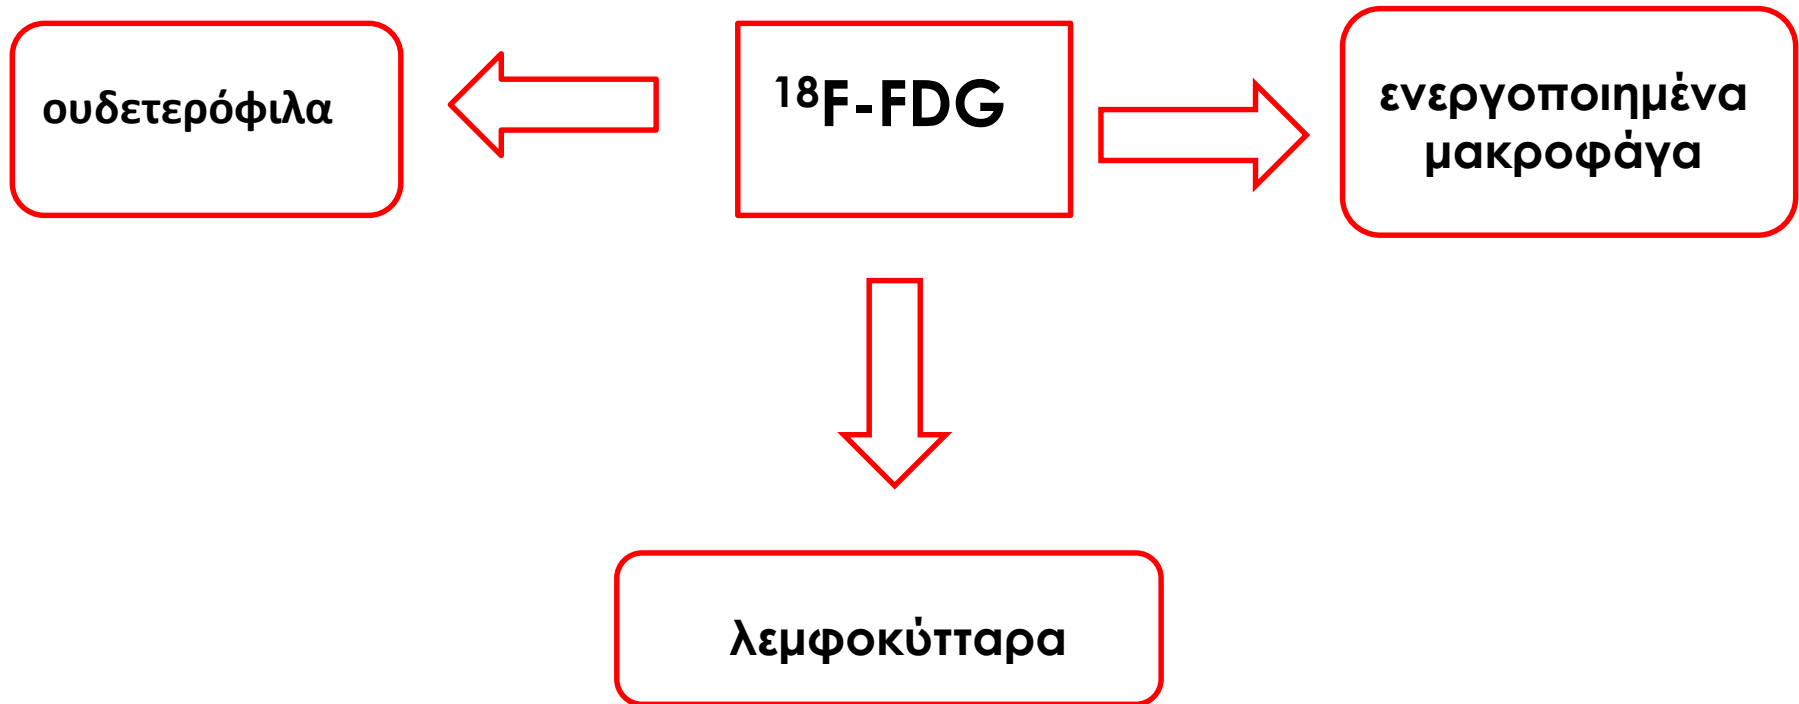 ουδετερόφιλα
¹⁸F-FDG
ενεργοποιημένα
μακροφάγα
λεμφοκύτταρα